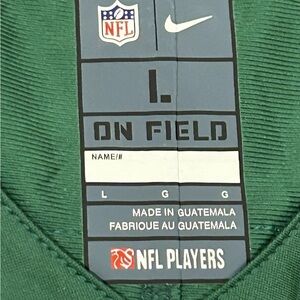 NFL
L
ON FIELD
NAME/#
L G G
MADE IN GUATEMALA
FABRIQUE AU GUATEMALA
NFL PLAYERS